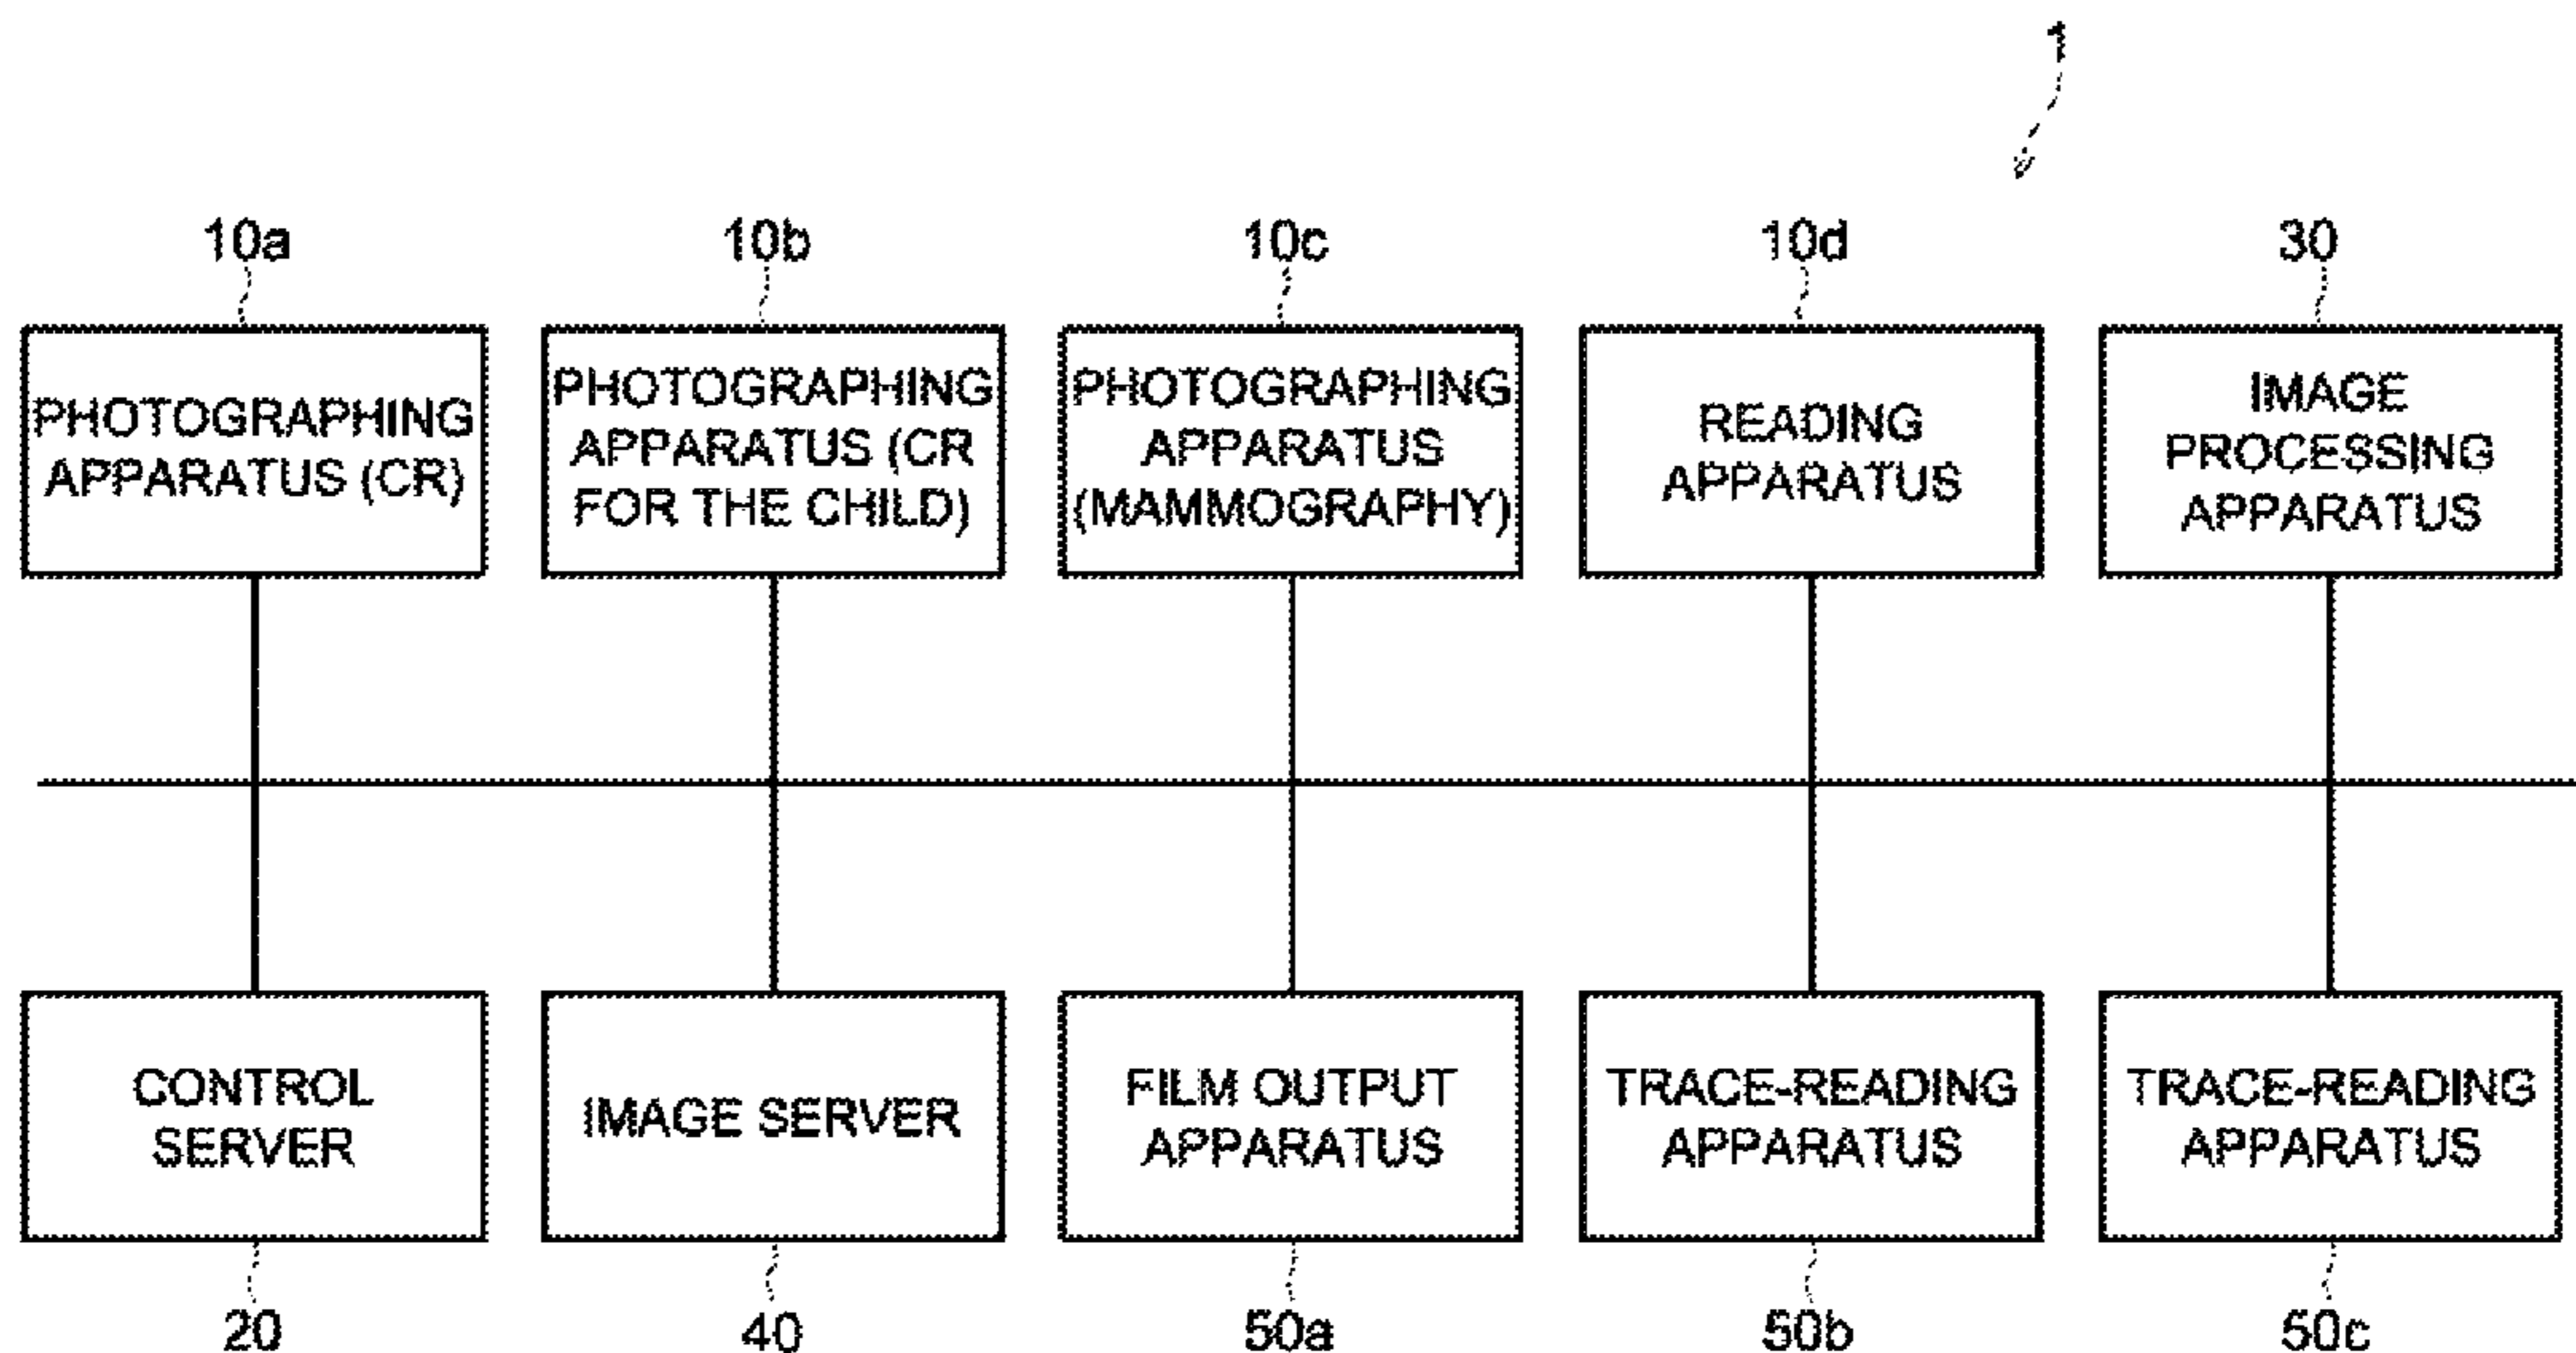 1
10a
10b
10c
10d
30
PHOTOGRAPHING
APPARATUS (CR)
PHOTOGRAPHING
APPARATUS (CR
FOR THE CHILD)
PHOTOGRAPHING
APPARATUS
(MAMMOGRAPHY)
READING
APPARATUS
IMAGE
PROCESSING
APPARATUS
CONTROL
SERVER
IMAGE SERVER
FILM OUTPUT
APPARATUS
TRACE-READING
APPARATUS
TRACE-READING
APPARATUS
20
40
50a
50b
50c